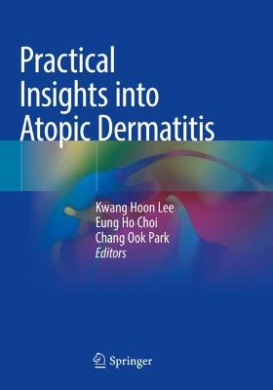 Practical
Insights into
Atopic Dermatitis
Kwang Hoon Lee
Eung Ho Choi
Chang Ook Park
Editors
Springer